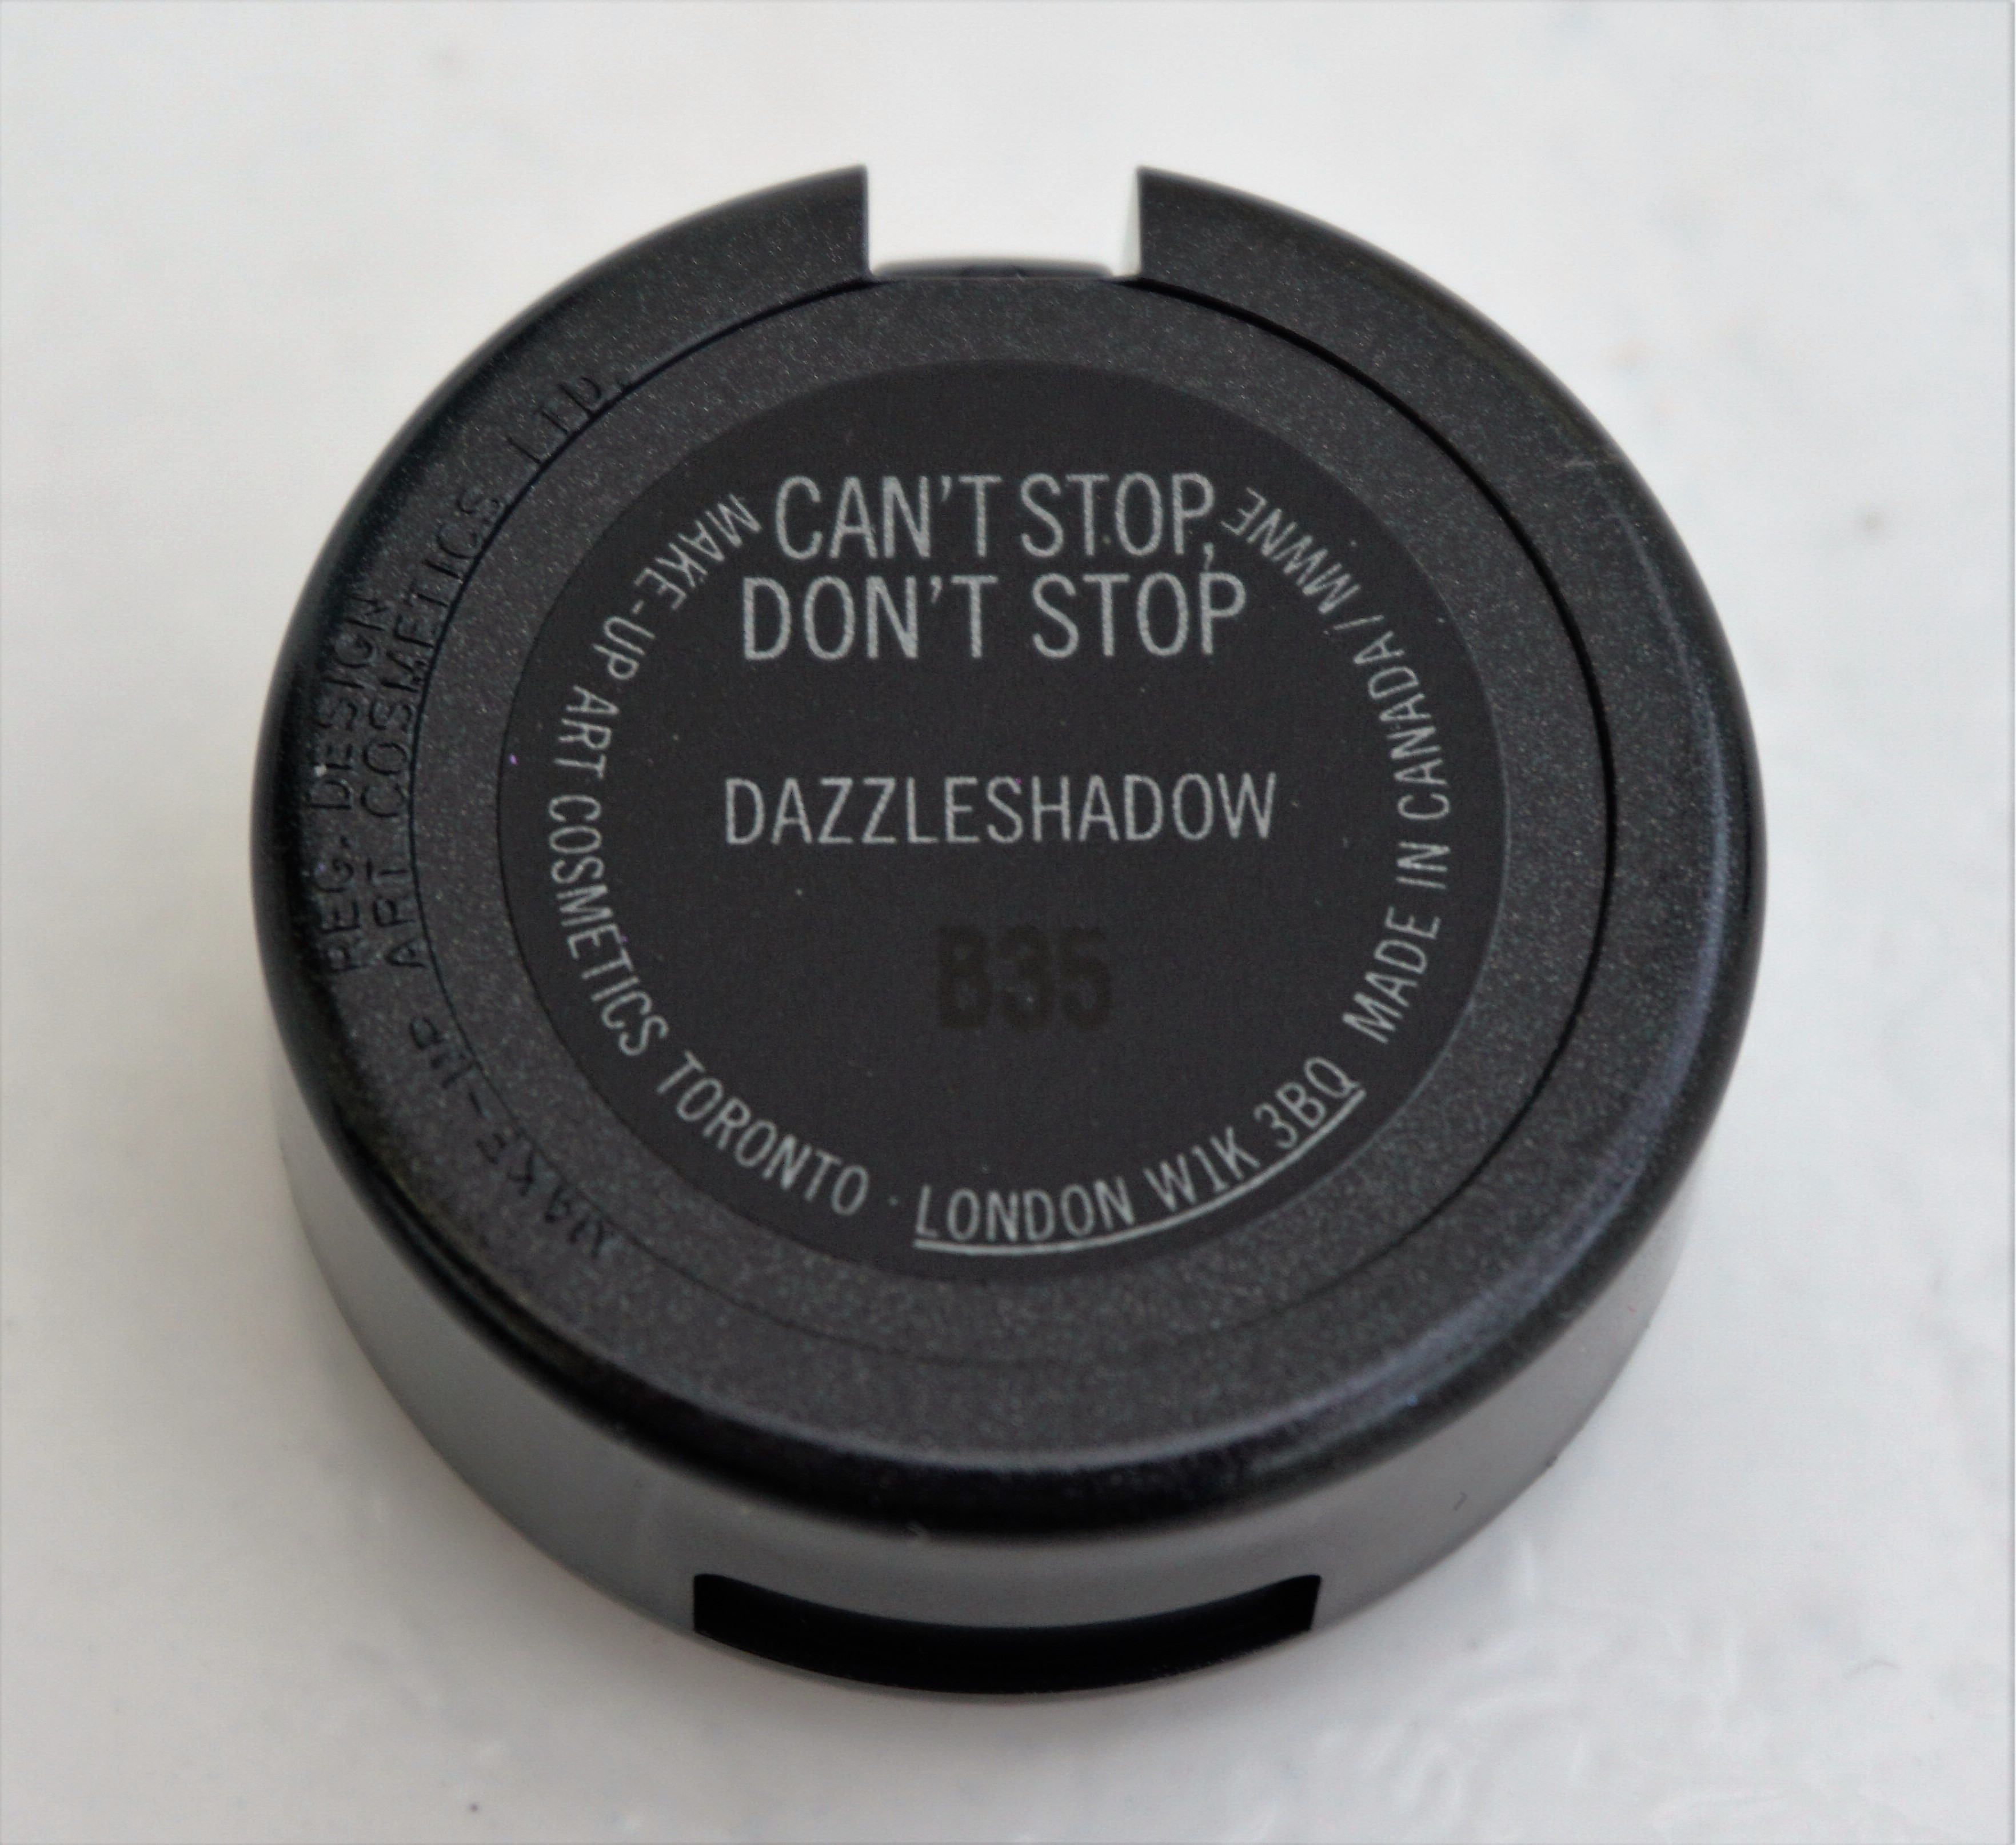 CAN'T STOP,
DON'T STOP
DAZZLESHADOW
B35
MAKE-UP ART COSMETICS TORONTO · LONDON W1K 3BQ MADE IN CANADA / MWNE
REG. DESIGN
MAKE-UP ART COSMETICS LTD.